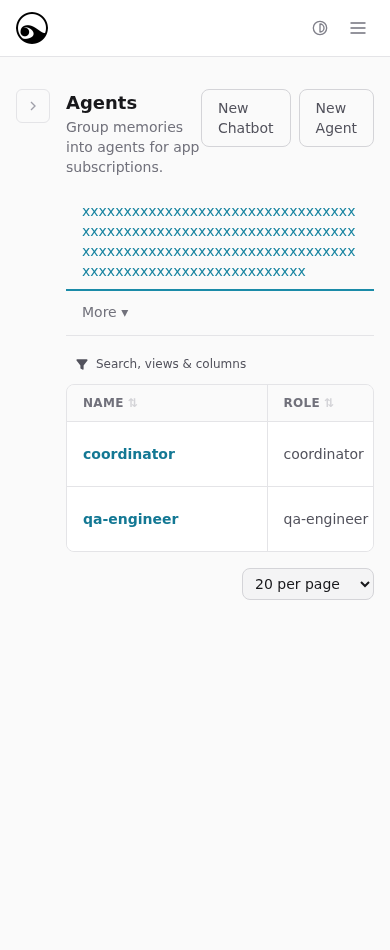 Agents
Group memories
into agents for app
subscriptions.
New
Chatbot
New
Agent
xxxxxxxxxxxxxxxxxxxxxxxxxxxxxxxxx
xxxxxxxxxxxxxxxxxxxxxxxxxxxxxxxxx
xxxxxxxxxxxxxxxxxxxxxxxxxxxxxxxxx
xxxxxxxxxxxxxxxxxxxxxxxxxxx
More ▾
Search, views & columns
NAME ⇅ ROLE ⇅
coordinator coordinator
qa-engineer qa-engineer
20 per page